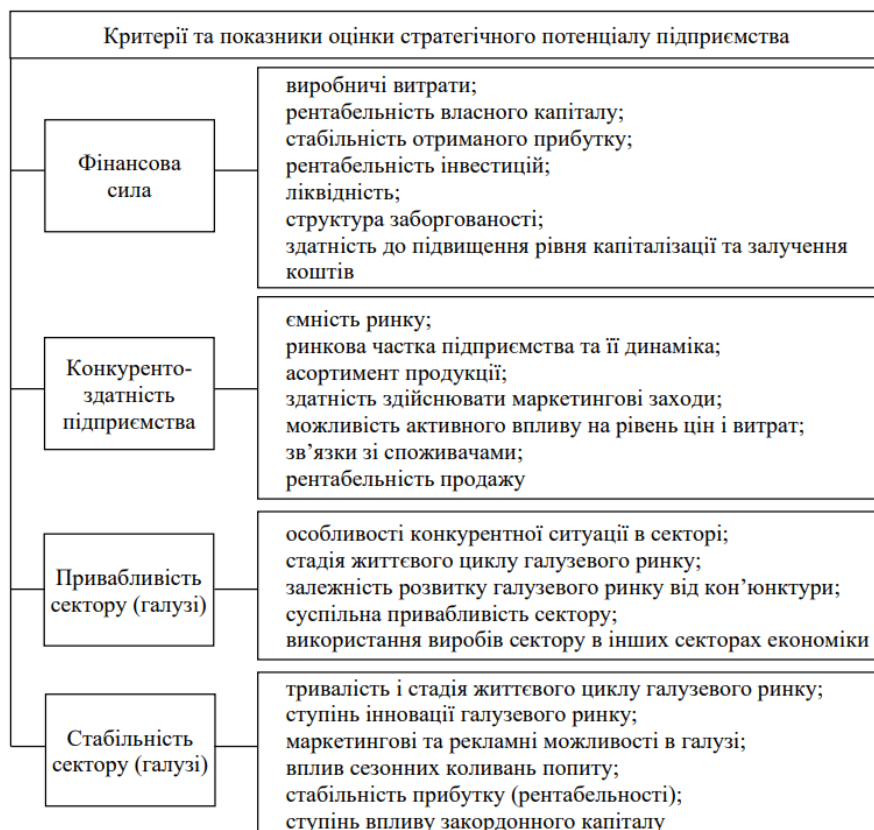 Критерії та показники оцінки стратегічного потенціалу підприємства
Фінансова
сила
виробничі витрати;
рентабельність власного капіталу;
стабільність отриманого прибутку;
рентабельність інвестицій;
ліквідність;
структура заборгованості;
здатність до підвищення рівня капіталізації та залучення
коштів
Конкуренто-
здатність
підприємства
ємність ринку;
ринкова частка підприємства та її динаміка;
асортимент продукції;
здатність здійснювати маркетингові заходи;
можливість активного впливу на рівень цін і витрат;
зв’язки зі споживачами;
рентабельність продажу
Привабливість
сектору (галузі)
особливості конкурентної ситуації в секторі;
стадія життєвого циклу галузевого ринку;
залежність розвитку галузевого ринку від кон’юнктури;
суспільна привабливість сектору;
використання виробів сектору в інших секторах економіки
Стабільність
сектору (галузі)
тривалість і стадія життєвого циклу галузевого ринку;
ступінь інновації галузевого ринку;
маркетингові та рекламні можливості в галузі;
вплив сезонних коливань попиту;
стабільність прибутку (рентабельності);
ступінь впливу закордонного капіталу